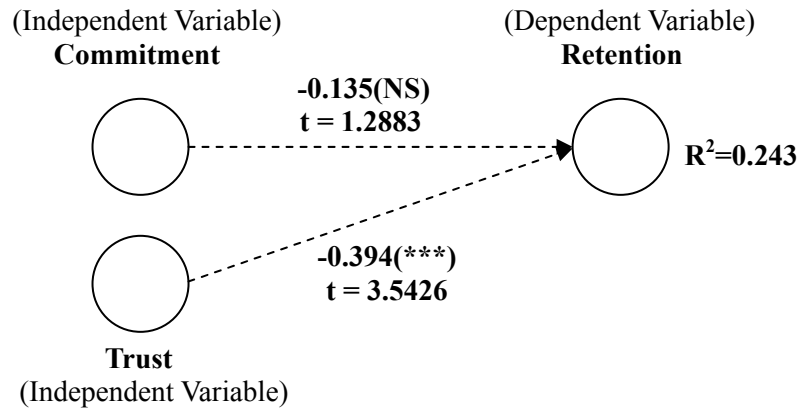 (Independent Variable)
Commitment
(Dependent Variable)
Retention
-0.135(NS)
t = 1.2883
R²=0.243
-0.394(***)
t = 3.5426
Trust
(Independent Variable)